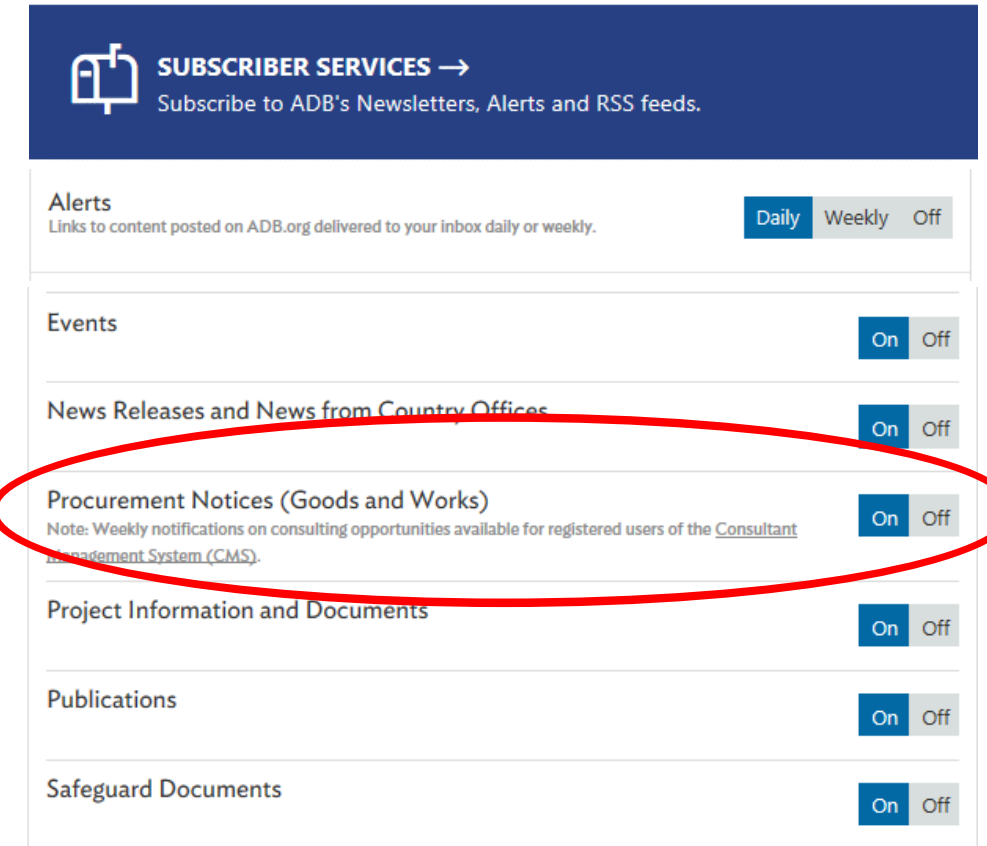 SUBSCRIBER SERVICES →
Subscribe to ADB's Newsletters, Alerts and RSS feeds.
Alerts
Links to content posted on ADB.org delivered to your inbox daily or weekly.
Daily Weekly Off
Events
On Off
News Releases and News from Country Offices
On Off
Procurement Notices (Goods and Works)
Note: Weekly notifications on consulting opportunities available for registered users of the Consultant
Management System (CMS).
On Off
Project Information and Documents
On Off
Publications
On Off
Safeguard Documents
On Off